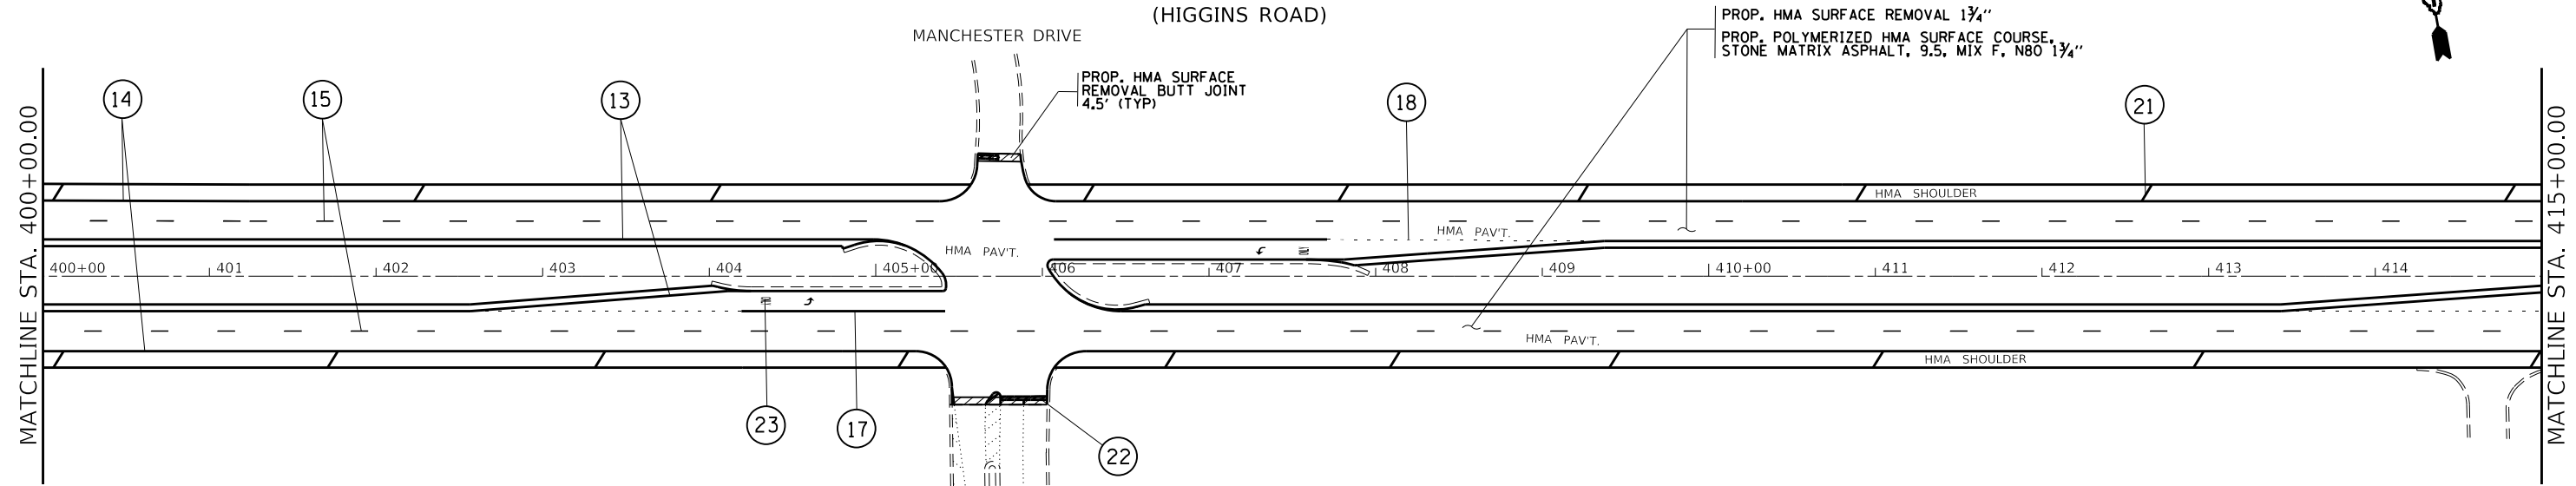 (HIGGINS ROAD)
MANCHESTER DRIVE
PROP. HMA SURFACE REMOVAL 1¾"
PROP. POLYMERIZED HMA SURFACE COURSE,
STONE MATRIX ASPHALT, 9.5, MIX F, N80 1¾"
PROP. HMA SURFACE
REMOVAL BUTT JOINT
4.5' (TYP)
14
15
13
18
21
MATCHLINE STA. 400+00.00
MATCHLINE STA. 415+00.00
HMA SHOULDER
HMA PAV'T.
HMA PAV'T.
400+00
401
402
403
404
405+00
406
407
408
409
410+00
411
412
413
414
HMA PAV'T.
HMA SHOULDER
23
17
22